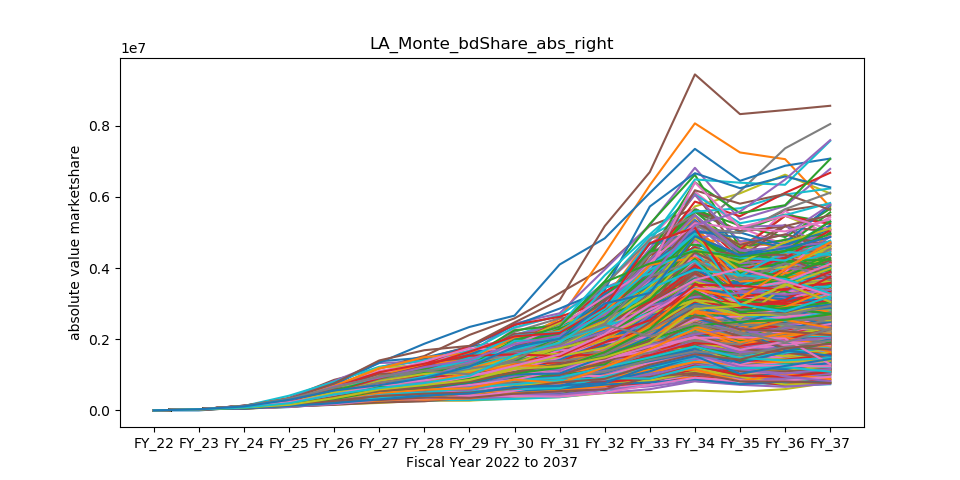 LA_Monte_bdShare_abs_right
1e7
0.8
0.6
0.4
0.2
0.0
absolute value marketshare
FY_22 FY_23 FY_24 FY_25 FY_26 FY_27 FY_28 FY_29 FY_30 FY_31 FY_32 FY_33 FY_34 FY_35 FY_36 FY_37
Fiscal Year 2022 to 2037